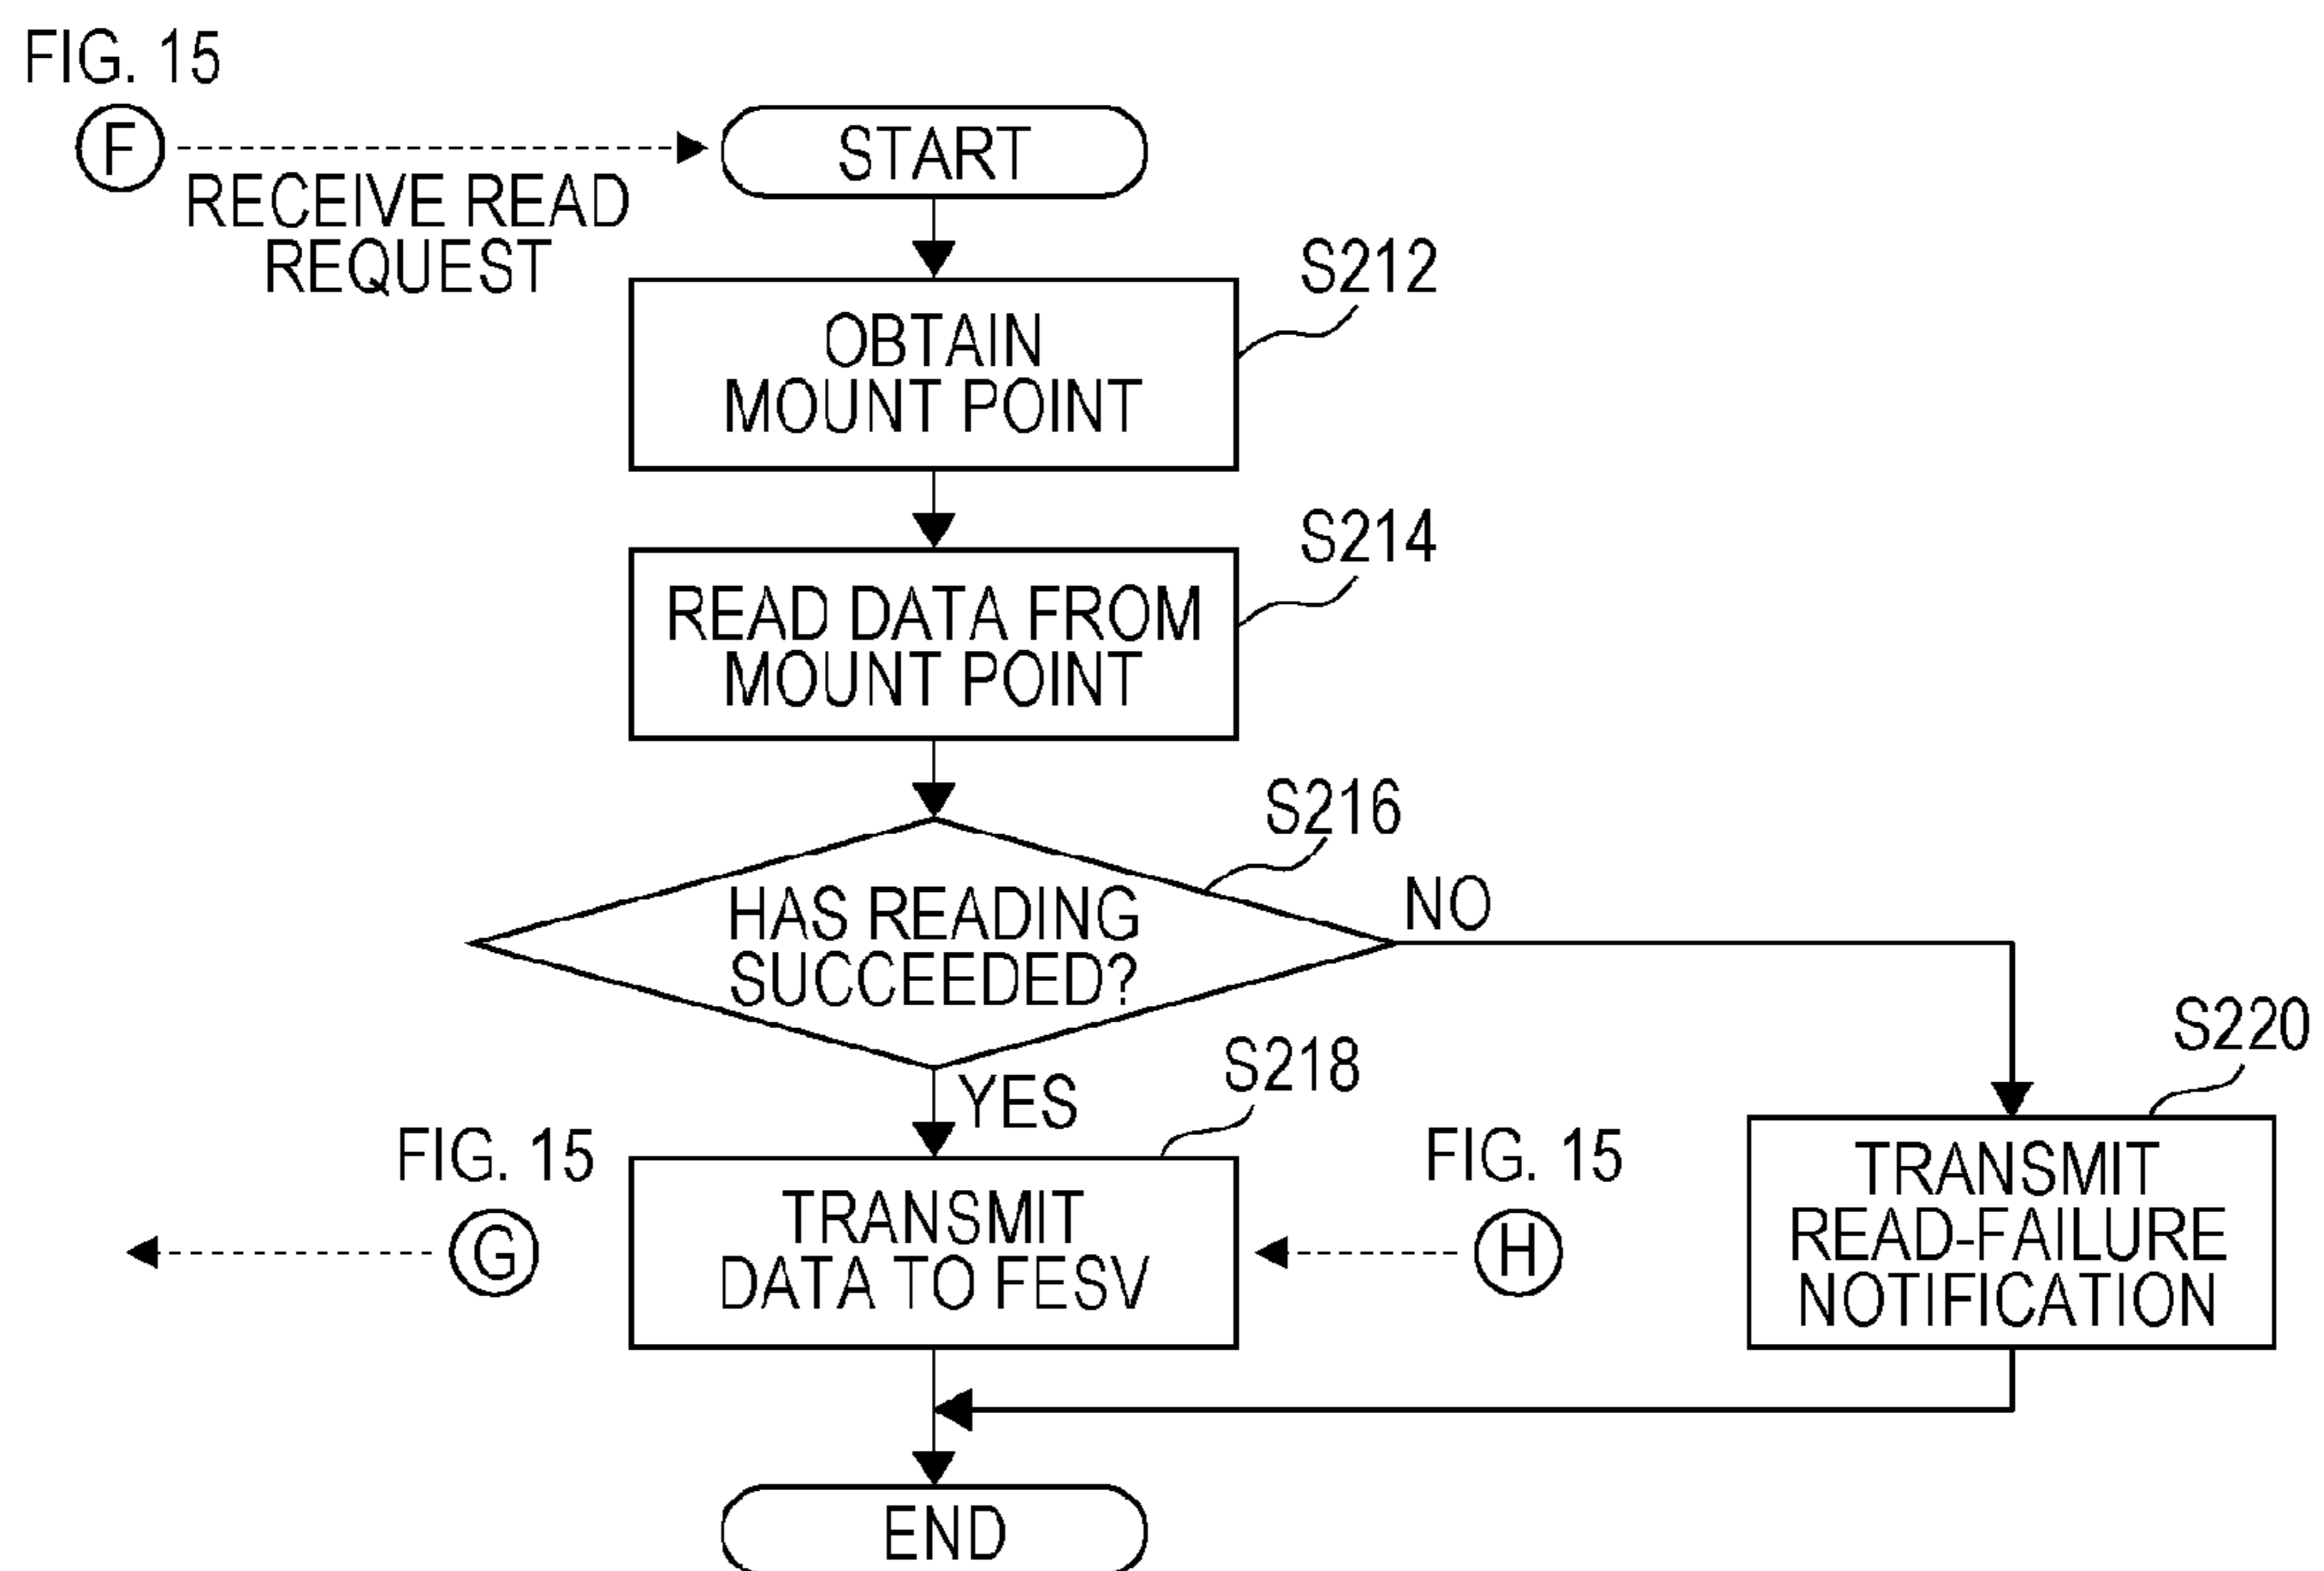 FIG. 15
F
START
RECEIVE READ
REQUEST
S212
OBTAIN
MOUNT POINT
S214
READ DATA FROM
MOUNT POINT
S216
HAS READING
SUCCEEDED?
NO
YES
S218
S220
FIG. 15
G
TRANSMIT
DATA TO FESV
FIG. 15
H
TRANSMIT
READ-FAILURE
NOTIFICATION
END